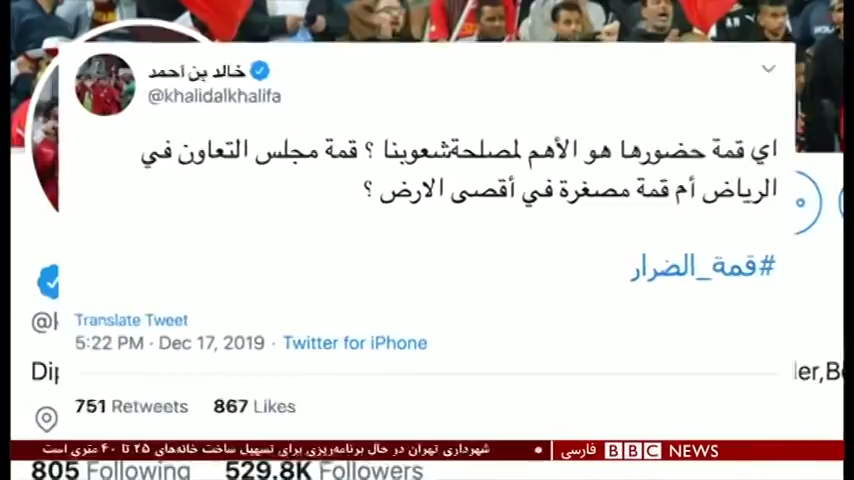 خالد بن أحمد
@khalidalkhalifa
اي قمة حضورها هو الأهم لمصلحةشعوبنا ؟ قمة مجلس التعاون في
الرياض أم قمة مصغرة في أقصى الارض ؟
#قمة_الضرار
Translate Tweet
5:22 PM · Dec 17, 2019 · Twitter for iPhone
751 Retweets 867 Likes
شهرداری تهران در حال برنامه‌ریزی برای تسهیل ساخت خانه‌های ۲۵ تا ۴۰ متری است
BBC NEWS فارسی
805 Following 529.8K Followers